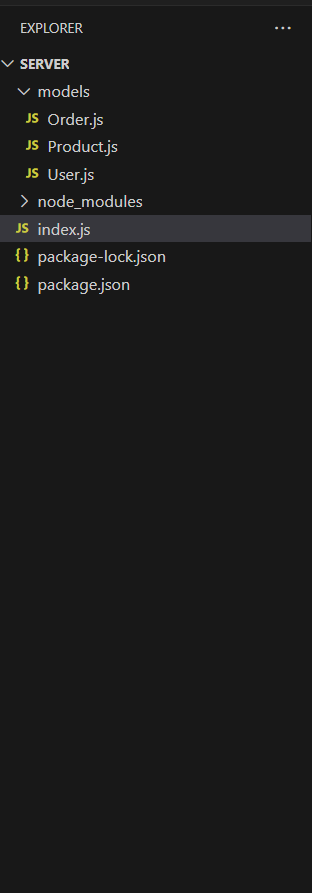 EXPLORER
SERVER
models
JS Order.js
JS Product.js
JS User.js
node_modules
JS index.js
{ } package-lock.json
{ } package.json